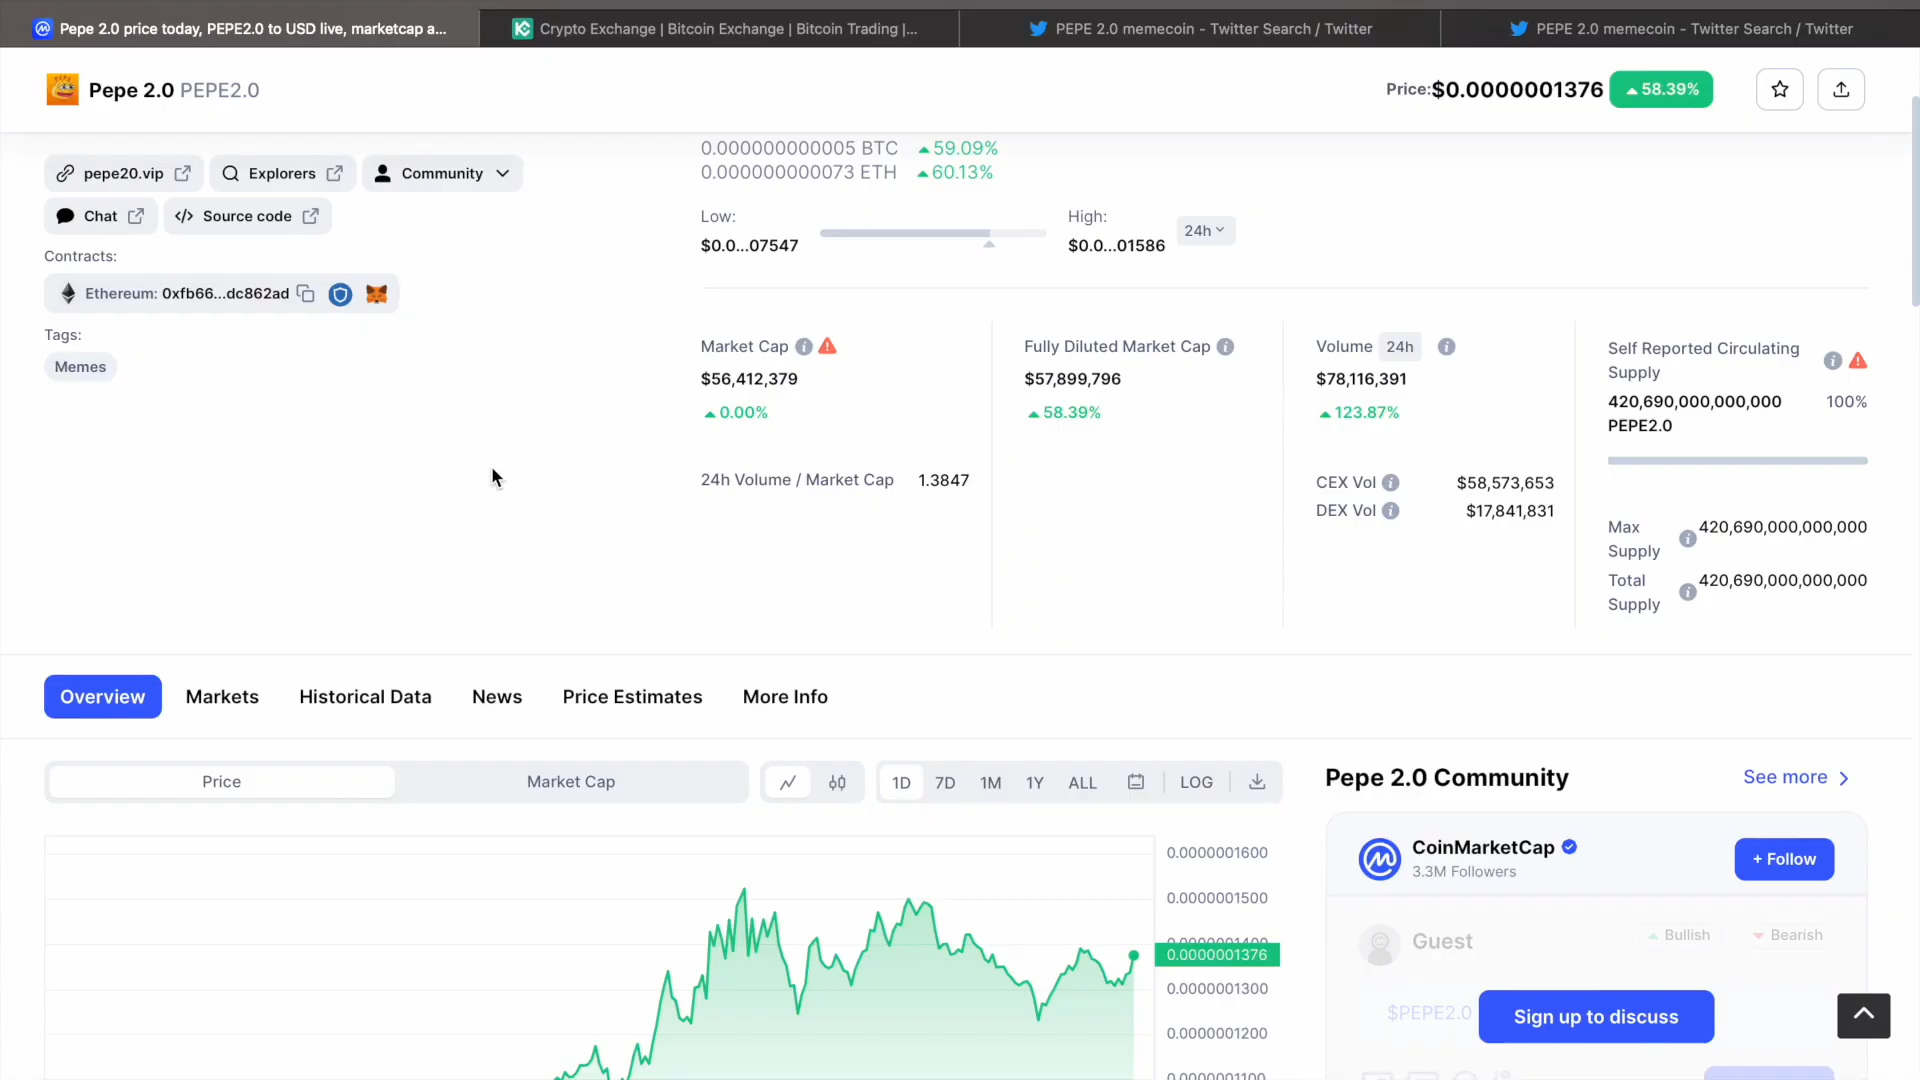 Pepe 2.0 price today, PEPE2.0 to USD live, marketcap a...
Crypto Exchange | Bitcoin Exchange | Bitcoin Trading |...
PEPE 2.0 memecoin - Twitter Search / Twitter
PEPE 2.0 memecoin - Twitter Search / Twitter
Pepe 2.0 PEPE2.0
Price:$0.0000001376
58.39%
pepe20.vip
Explorers
Community
Chat
Source code
Contracts:
Ethereum: 0xfb66...dc862ad
Tags:
Memes
0.000000000005 BTC 59.09%
0.000000000073 ETH 60.13%
Low:
$0.0...07547
High:
$0.0...01586
24h
Market Cap
$56,412,379
0.00%
24h Volume / Market Cap 1.3847
Fully Diluted Market Cap
$57,899,796
58.39%
Volume 24h
$78,116,391
123.87%
CEX Vol $58,573,653
DEX Vol $17,841,831
Self Reported Circulating
Supply
420,690,000,000,000 100%
PEPE2.0
Max
Supply
420,690,000,000,000
Total
Supply
420,690,000,000,000
Overview Markets Historical Data News Price Estimates More Info
Price Market Cap
1D 7D 1M 1Y ALL LOG
0.0000001600
0.0000001500
0.0000001376
0.0000001300
0.0000001200
Pepe 2.0 Community
See more
CoinMarketCap
3.3M Followers
+ Follow
Guest
Bullish Bearish
$PEPE2.0
Sign up to discuss